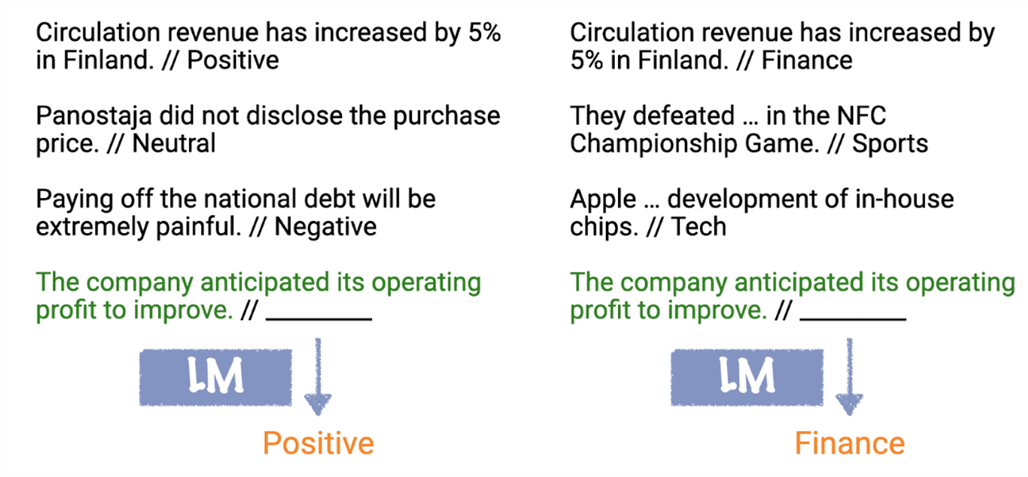 Circulation revenue has increased by 5%
in Finland. // Positive
Panostaja did not disclose the purchase
price. // Neutral
Paying off the national debt will be
extremely painful. // Negative
The company anticipated its operating
profit to improve. // ________
LM
Positive
Circulation revenue has increased by
5% in Finland. // Finance
They defeated … in the NFC
Championship Game. // Sports
Apple … development of in-house
chips. // Tech
The company anticipated its operating
profit to improve. // ________
LM
Finance